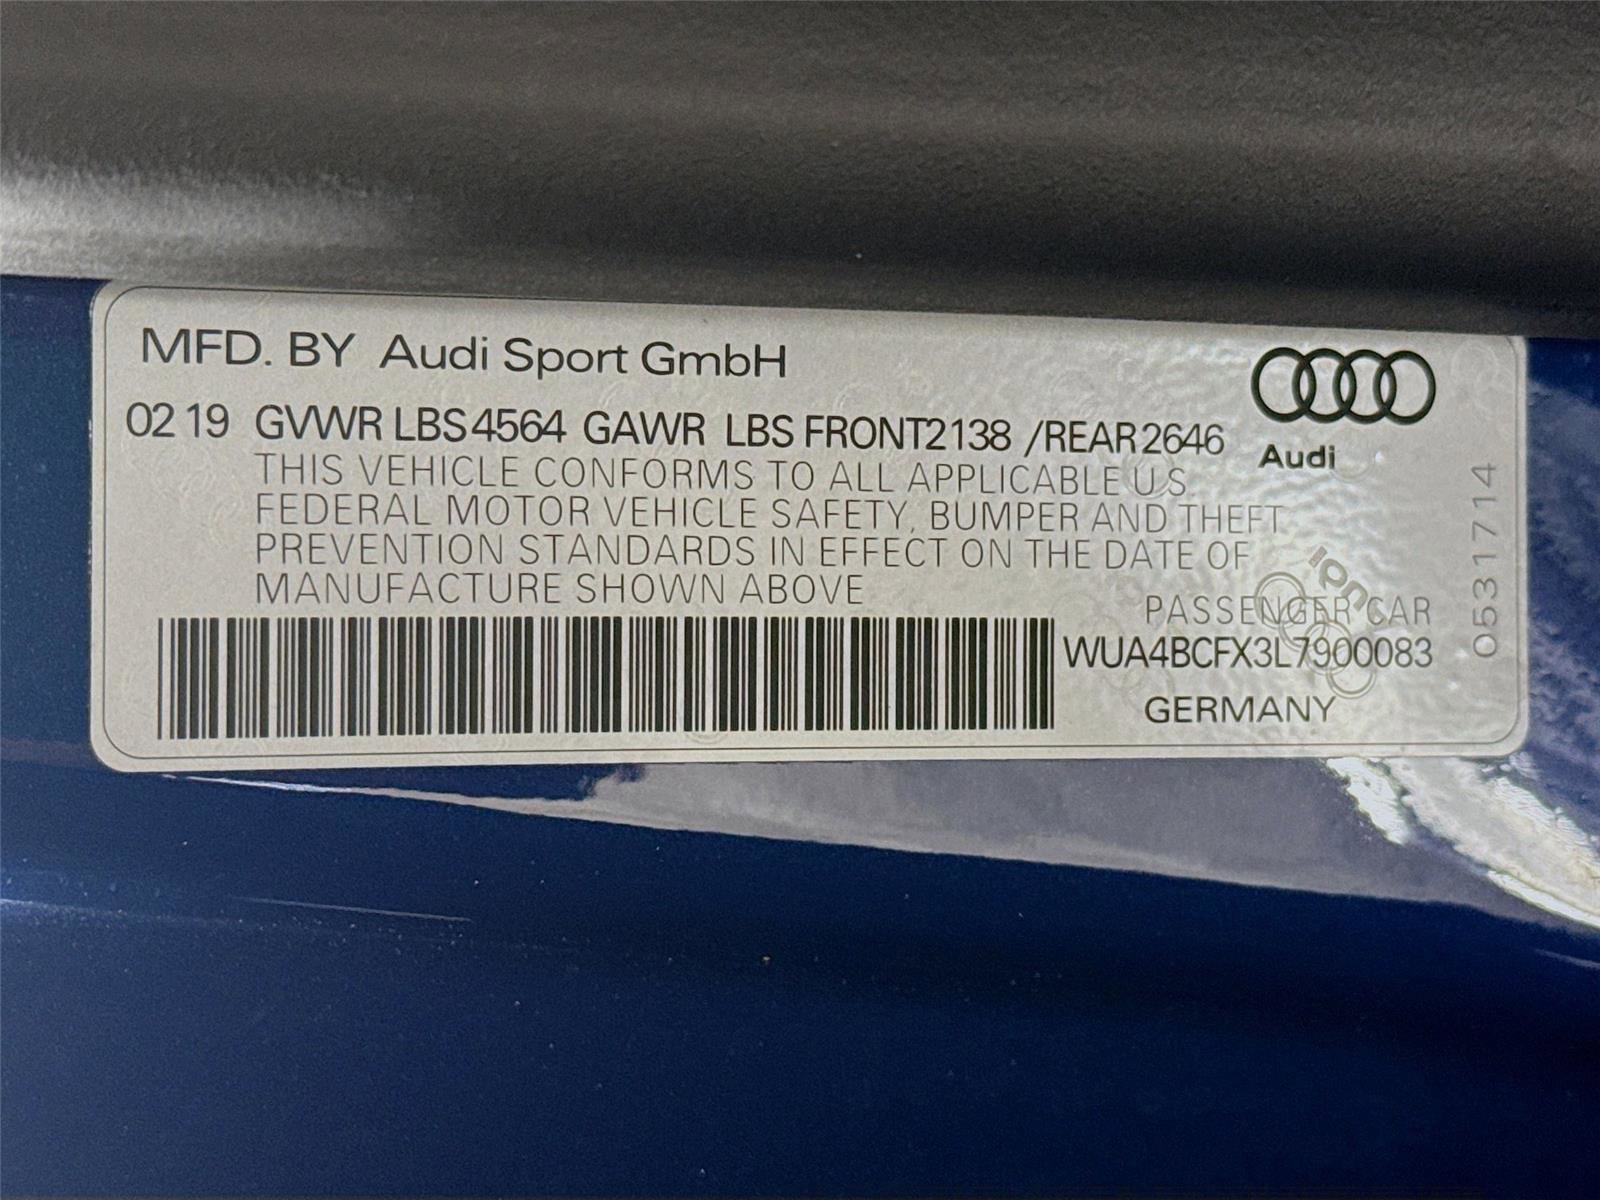 MFD. BY Audi Sport GmbH
02 19 GVWR LBS 4564 GAWR LBS FRONT 2138 /REAR 2646
Audi
THIS VEHICLE CONFORMS TO ALL APPLICABLE U.S.
FEDERAL MOTOR VEHICLE SAFETY, BUMPER AND THEFT
PREVENTION STANDARDS IN EFFECT ON THE DATE OF
MANUFACTURE SHOWN ABOVE
PASSENGER CAR
WUA4BCFX3L7900083
GERMANY
0531714
Audi